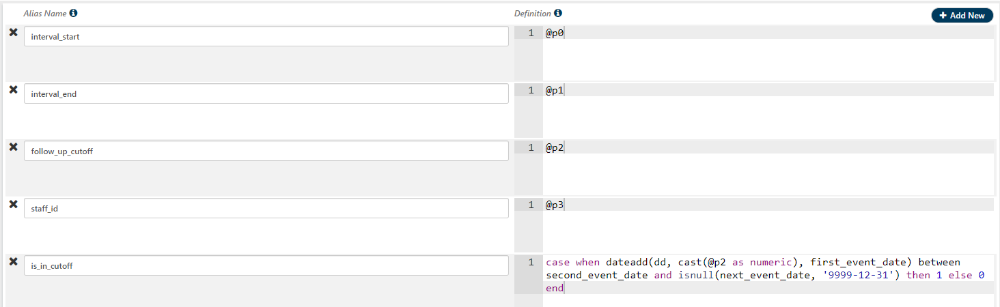 Alias Name
Definition
Add New
interval_start
1 @p0
interval_end
1 @p1
follow_up_cutoff
1 @p2
staff_id
1 @p3
is_in_cutoff
1 case when dateadd(dd, cast(@p2 as numeric), first_event_date) between
second_event_date and isnull(next_event_date, '9999-12-31') then 1 else 0
end